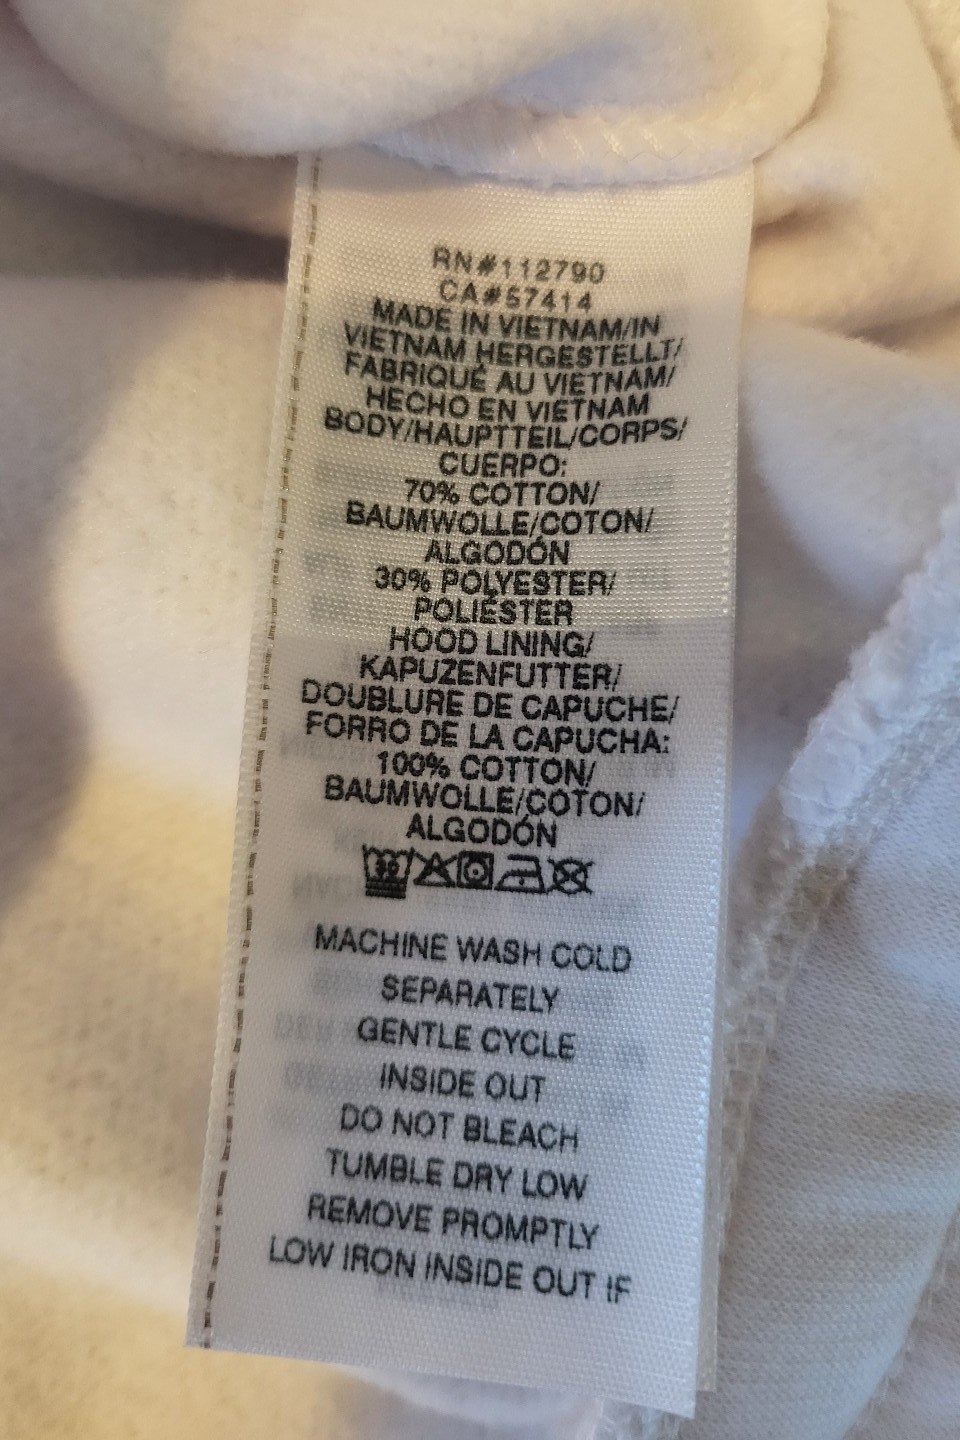 RN#112790
CA#57414
MADE IN VIETNAM/IN
VIETNAM HERGESTELLT/
FABRIQUÉ AU VIETNAM/
HECHO EN VIETNAM
BODY/HAUPTTEIL/CORPS/
CUERPO:
70% COTTON/
BAUMWOLLE/COTON/
ALGODÓN
30% POLYESTER/
POLIÉSTER
HOOD LINING/
KAPUZENFUTTER/
DOUBLURE DE CAPUCHE/
FORRO DE LA CAPUCHA:
100% COTTON/
BAUMWOLLE/COTON/
ALGODÓN
30
MACHINE WASH COLD
SEPARATELY
GENTLE CYCLE
INSIDE OUT
DO NOT BLEACH
TUMBLE DRY LOW
REMOVE PROMPTLY
LOW IRON INSIDE OUT IF